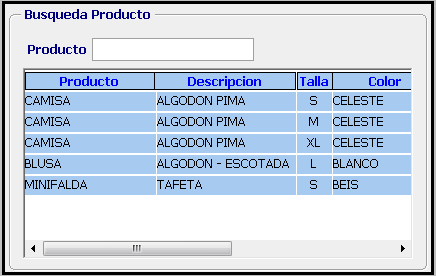 Busqueda Producto
Producto
Producto Descripcion Talla Color
CAMISA ALGODON PIMA S CELESTE
CAMISA ALGODON PIMA M CELESTE
CAMISA ALGODON PIMA XL CELESTE
BLUSA ALGODON - ESCOTADA L BLANCO
MINIFALDA TAFETA S BEIS